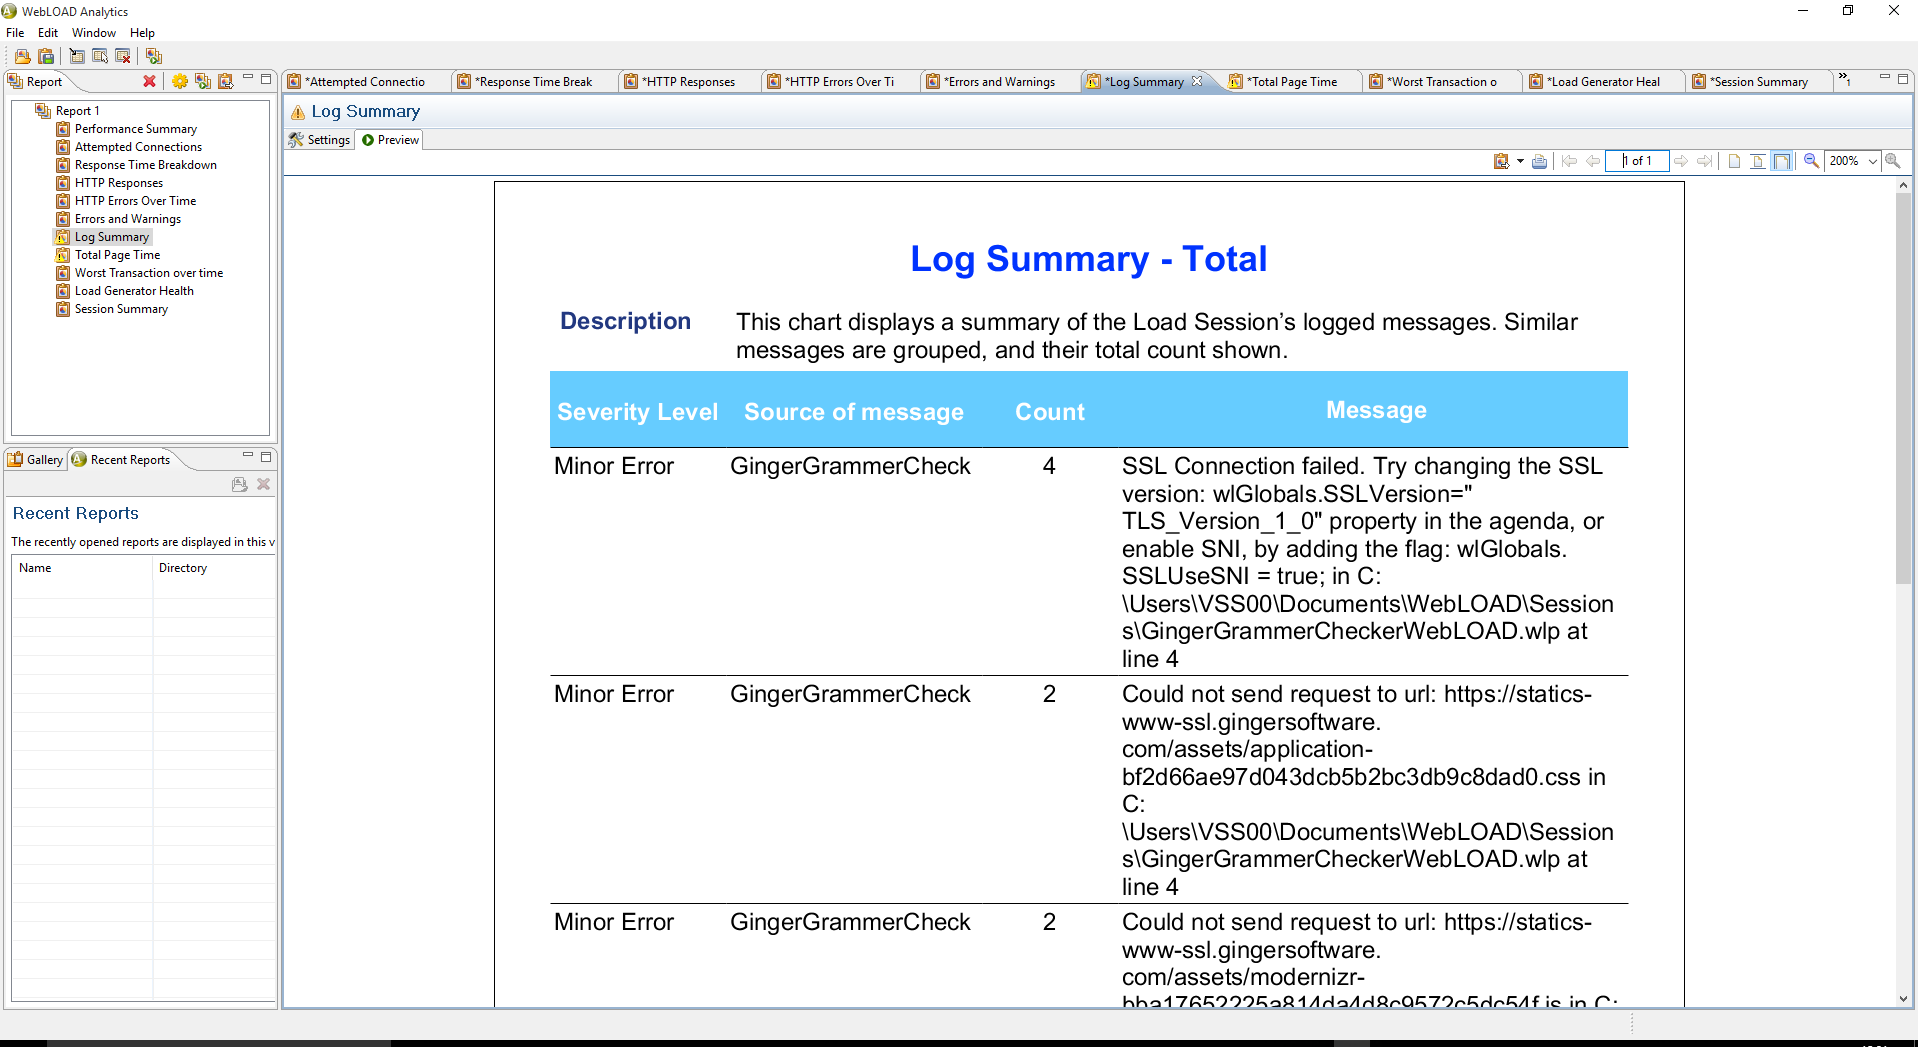 WebLOAD Analytics
File Edit Window Help
Report
Report 1
Performance Summary
Attempted Connections
Response Time Breakdown
HTTP Responses
HTTP Errors Over Time
Errors and Warnings
Log Summary
Total Page Time
Worst Transaction over time
Load Generator Health
Session Summary
Gallery Recent Reports
Recent Reports
The recently opened reports are displayed in this v
Name Directory
*Attempted Connectio *Response Time Break *HTTP Responses *HTTP Errors Over Ti *Errors and Warnings *Log Summary *Total Page Time *Worst Transaction o *Load Generator Heal *Session Summary »1
Log Summary
Settings Preview
1 of 1 200%
Log Summary - Total
Description
This chart displays a summary of the Load Session’s logged messages. Similar
messages are grouped, and their total count shown.
Severity Level Source of message Count Message
Minor Error GingerGrammerCheck 4 SSL Connection failed. Try changing the SSL
version: wlGlobals.SSLVersion="
TLS_Version_1_0" property in the agenda, or
enable SNI, by adding the flag: wlGlobals.
SSLUseSNI = true; in C:
\Users\VSS00\Documents\WebLOAD\Session
s\GingerGrammerCheckerWebLOAD.wlp at
line 4
Minor Error GingerGrammerCheck 2 Could not send request to url: https://statics-
www-ssl.gingersoftware.
com/assets/application-
bf2d66ae97d043dcb5b2bc3db9c8dad0.css in
C:
\Users\VSS00\Documents\WebLOAD\Session
s\GingerGrammerCheckerWebLOAD.wlp at
line 4
Minor Error GingerGrammerCheck 2 Could not send request to url: https://statics-
www-ssl.gingersoftware.
com/assets/modernizr-
bba17652225a814da4d8c9572c5dc54f.js in C: